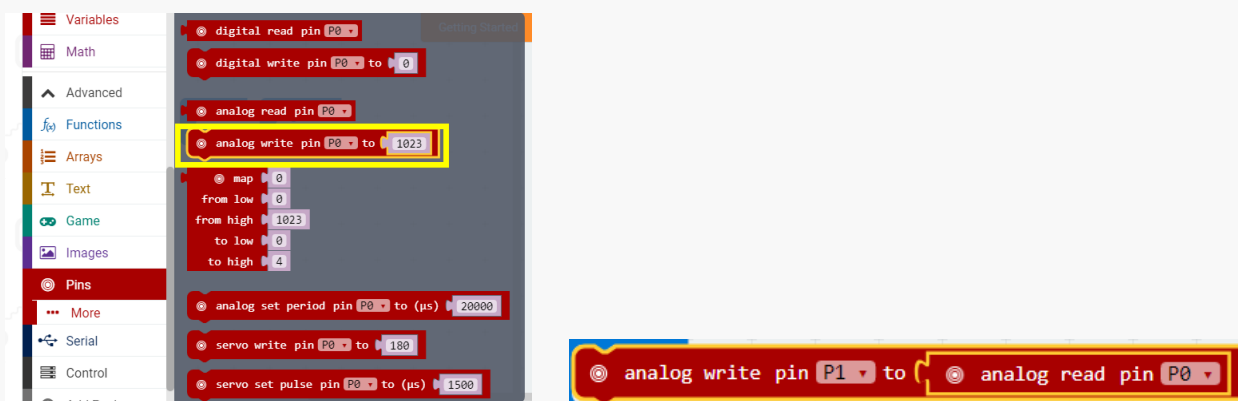 Variables
Math
Advanced
Functions
Arrays
Text
Game
Images
Pins
More
Serial
Control
Getting Started
digital read pin P0
digital write pin P0 to 0
analog read pin P0
analog write pin P0 to 1023
map 0
from low 0
from high 1023
to low 0
to high 4
analog set period pin P0 to (µs) 20000
servo write pin P0 to 180
servo set pulse pin P0 to (µs) 1500
analog write pin P1 to analog read pin P0